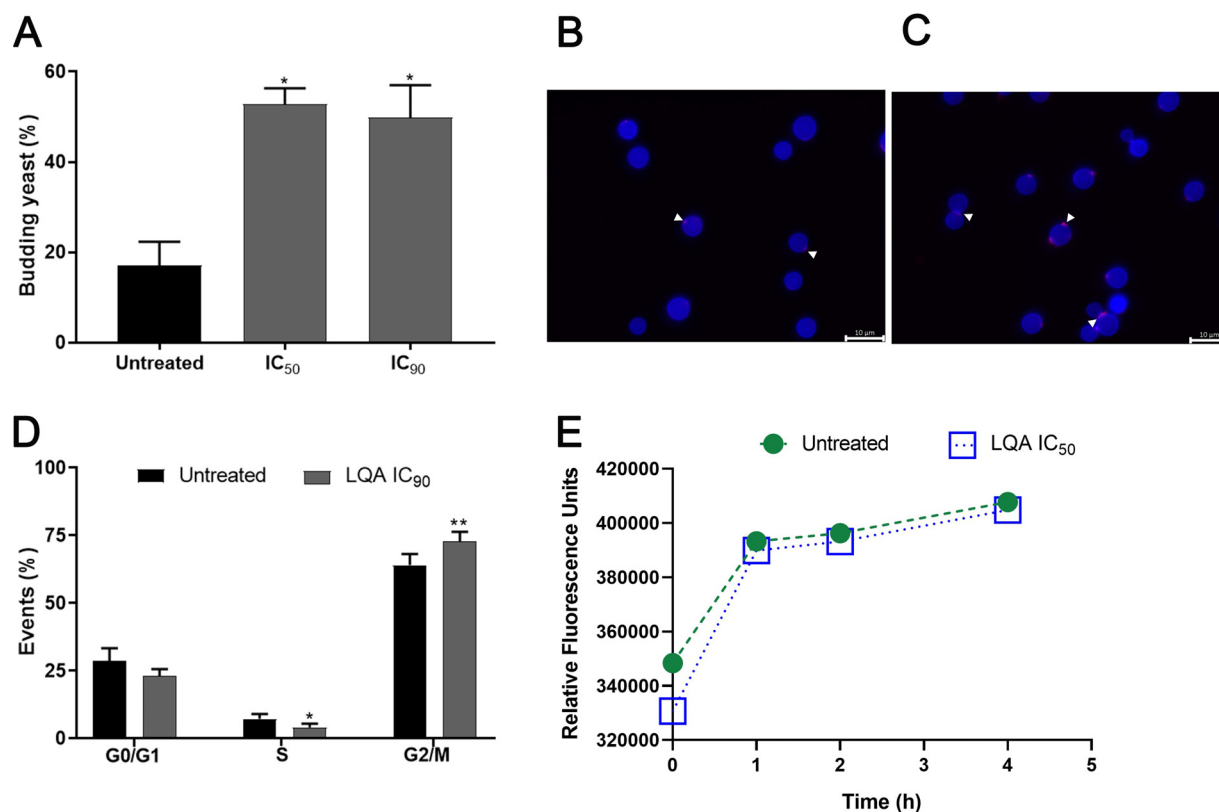 A
B
C
60
40
20
0
Budding yeast (%)
*
*
Untreated
IC50
IC90
10 µm
10 µm
D
Untreated
LQA IC90
100
75
50
25
0
Events (%)
*
**
G0/G1
S
G2/M
E
Untreated
LQA IC50
420000
400000
380000
360000
340000
320000
Relative Fluorescence Units
0
1
2
3
4
5
Time (h)